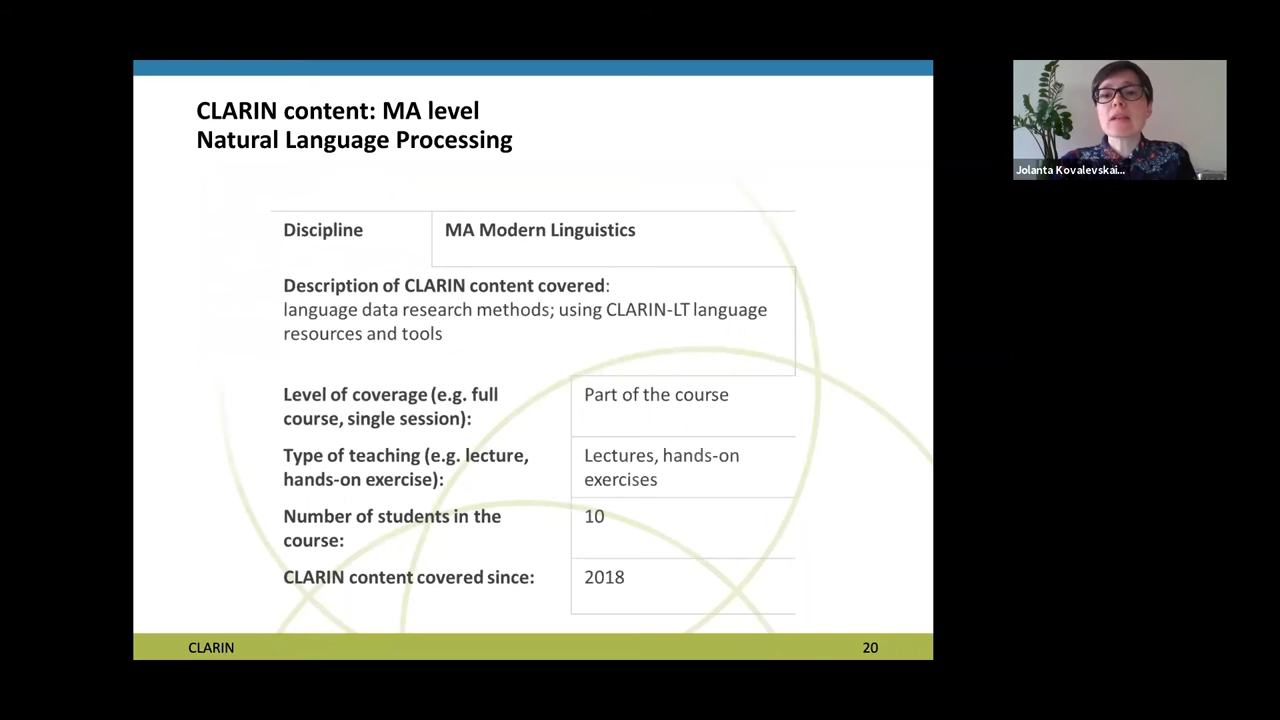 CLARIN content: MA level
Natural Language Processing
Discipline
MA Modern Linguistics
Description of CLARIN content covered:
language data research methods; using CLARIN-LT language
resources and tools
Level of coverage (e.g. full
course, single session):
Part of the course
Type of teaching (e.g. lecture,
hands-on exercise):
Lectures, hands-on
exercises
Number of students in the
course:
10
CLARIN content covered since:
2018
CLARIN
20
Jolanta Kovalevskai...